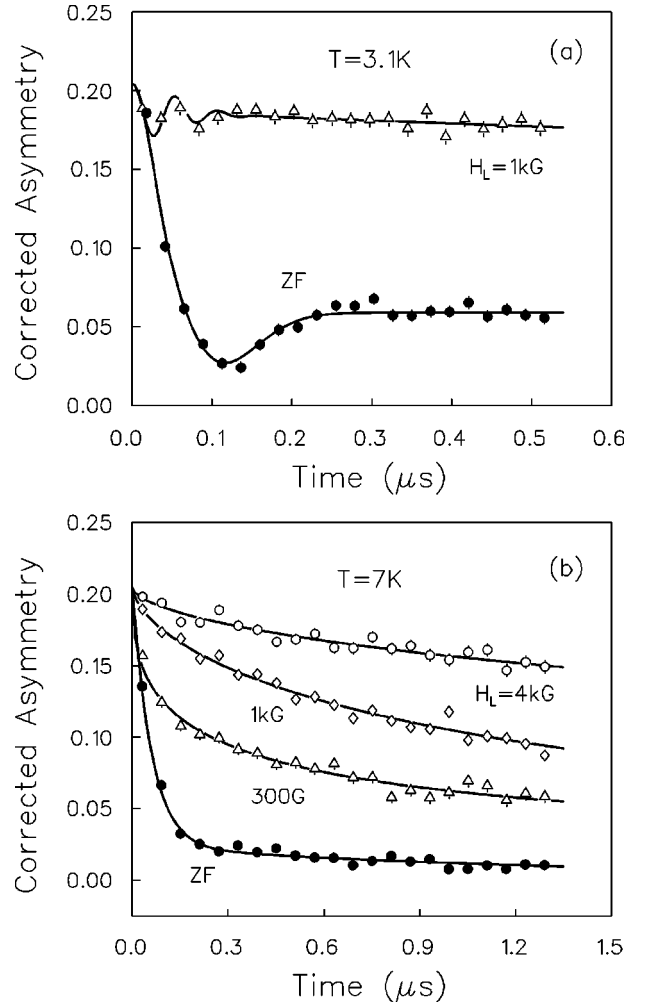 0.25
(a)
T=3.1K
0.20
0.15
H_L=1kG
0.10
ZF
0.05
0.00
Corrected Asymmetry
0.0 0.1 0.2 0.3 0.4 0.5 0.6
Time (μs)
0.25
(b)
T=7K
0.20
0.15
H_L=4kG
1kG
0.10
300G
0.05
ZF
0.00
Corrected Asymmetry
0.0 0.3 0.6 0.9 1.2 1.5
Time (μs)